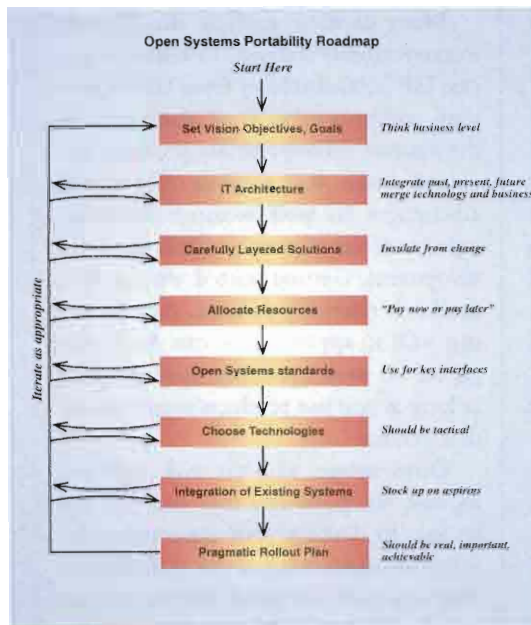 Open Systems Portability Roadmap
Start Here
Set Vision Objectives, Goals
Think business level
IT Architecture
Integrate past, present, future
merge technology and business
Carefully Layered Solutions
Insulate from change
Allocate Resources
"Pay now or pay later"
Open Systems standards
Use for key interfaces
Choose Technologies
Should be tactical
Integration of Existing Systems
Stock up on aspirins
Pragmatic Rollout Plan
Should be real, important,
achievable
Iterate as appropriate